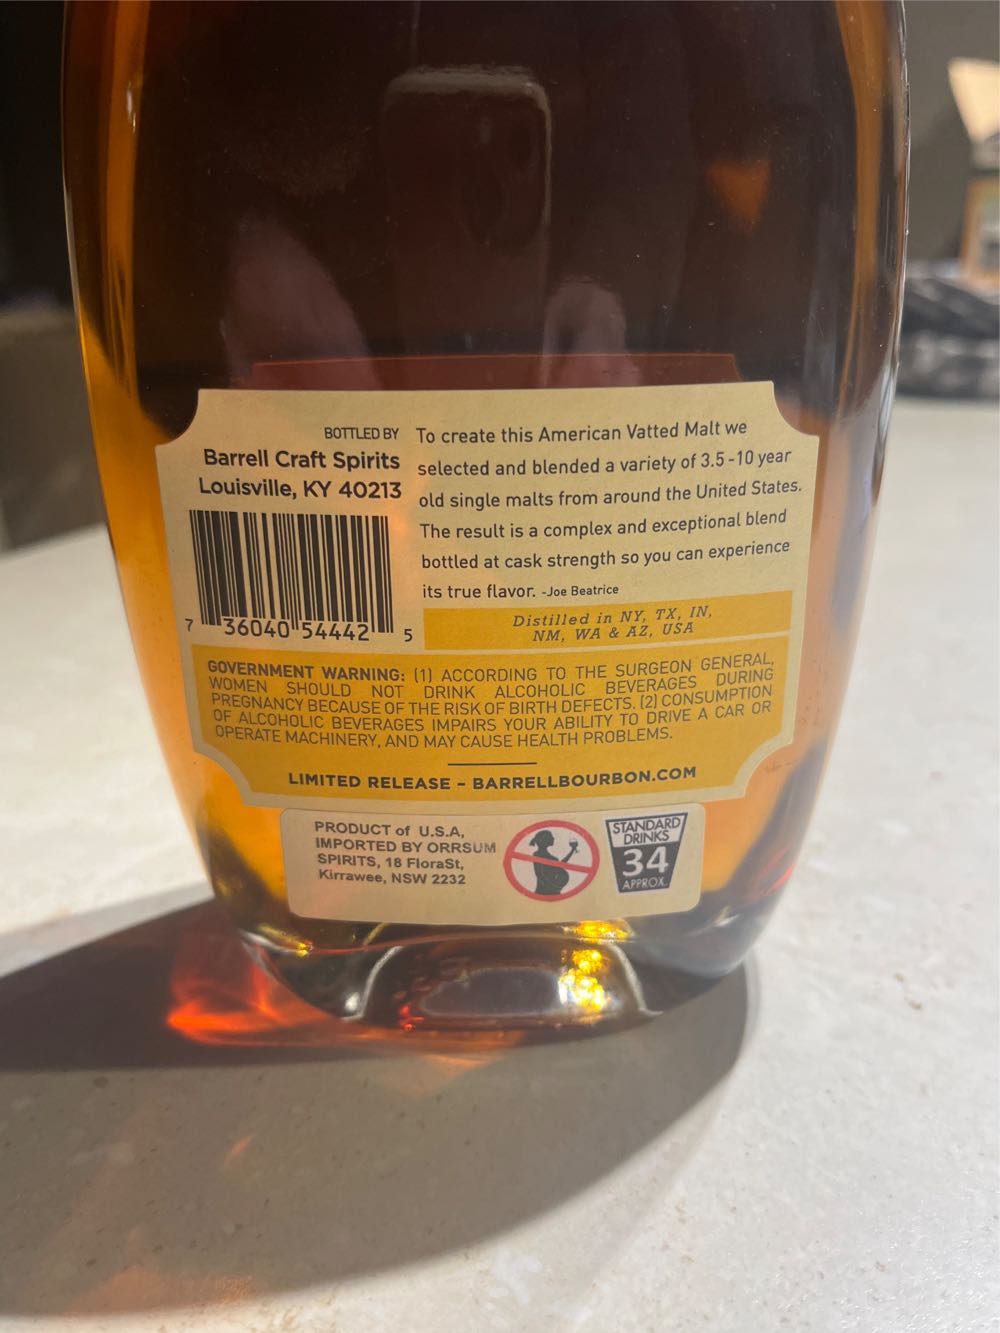 BOTTLED BY
Barrell Craft Spirits
Louisville, KY 40213
7 36040 54442 5
To create this American Vatted Malt we
selected and blended a variety of 3.5-10 year
old single malts from around the United States.
The result is a complex and exceptional blend
bottled at cask strength so you can experience
its true flavor. -Joe Beatrice
Distilled in NY, TX, IN,
NM, WA & AZ, USA
GOVERNMENT WARNING: (1) ACCORDING TO THE SURGEON GENERAL,
WOMEN SHOULD NOT DRINK ALCOHOLIC BEVERAGES DURING
PREGNANCY BECAUSE OF THE RISK OF BIRTH DEFECTS. (2) CONSUMPTION
OF ALCOHOLIC BEVERAGES IMPAIRS YOUR ABILITY TO DRIVE A CAR OR
OPERATE MACHINERY, AND MAY CAUSE HEALTH PROBLEMS.
LIMITED RELEASE - BARRELLBOURBON.COM
PRODUCT of U.S.A,
IMPORTED BY ORRSUM
SPIRITS, 18 FloraSt,
Kirrawee, NSW 2232
STANDARD
DRINKS
34
APPROX.